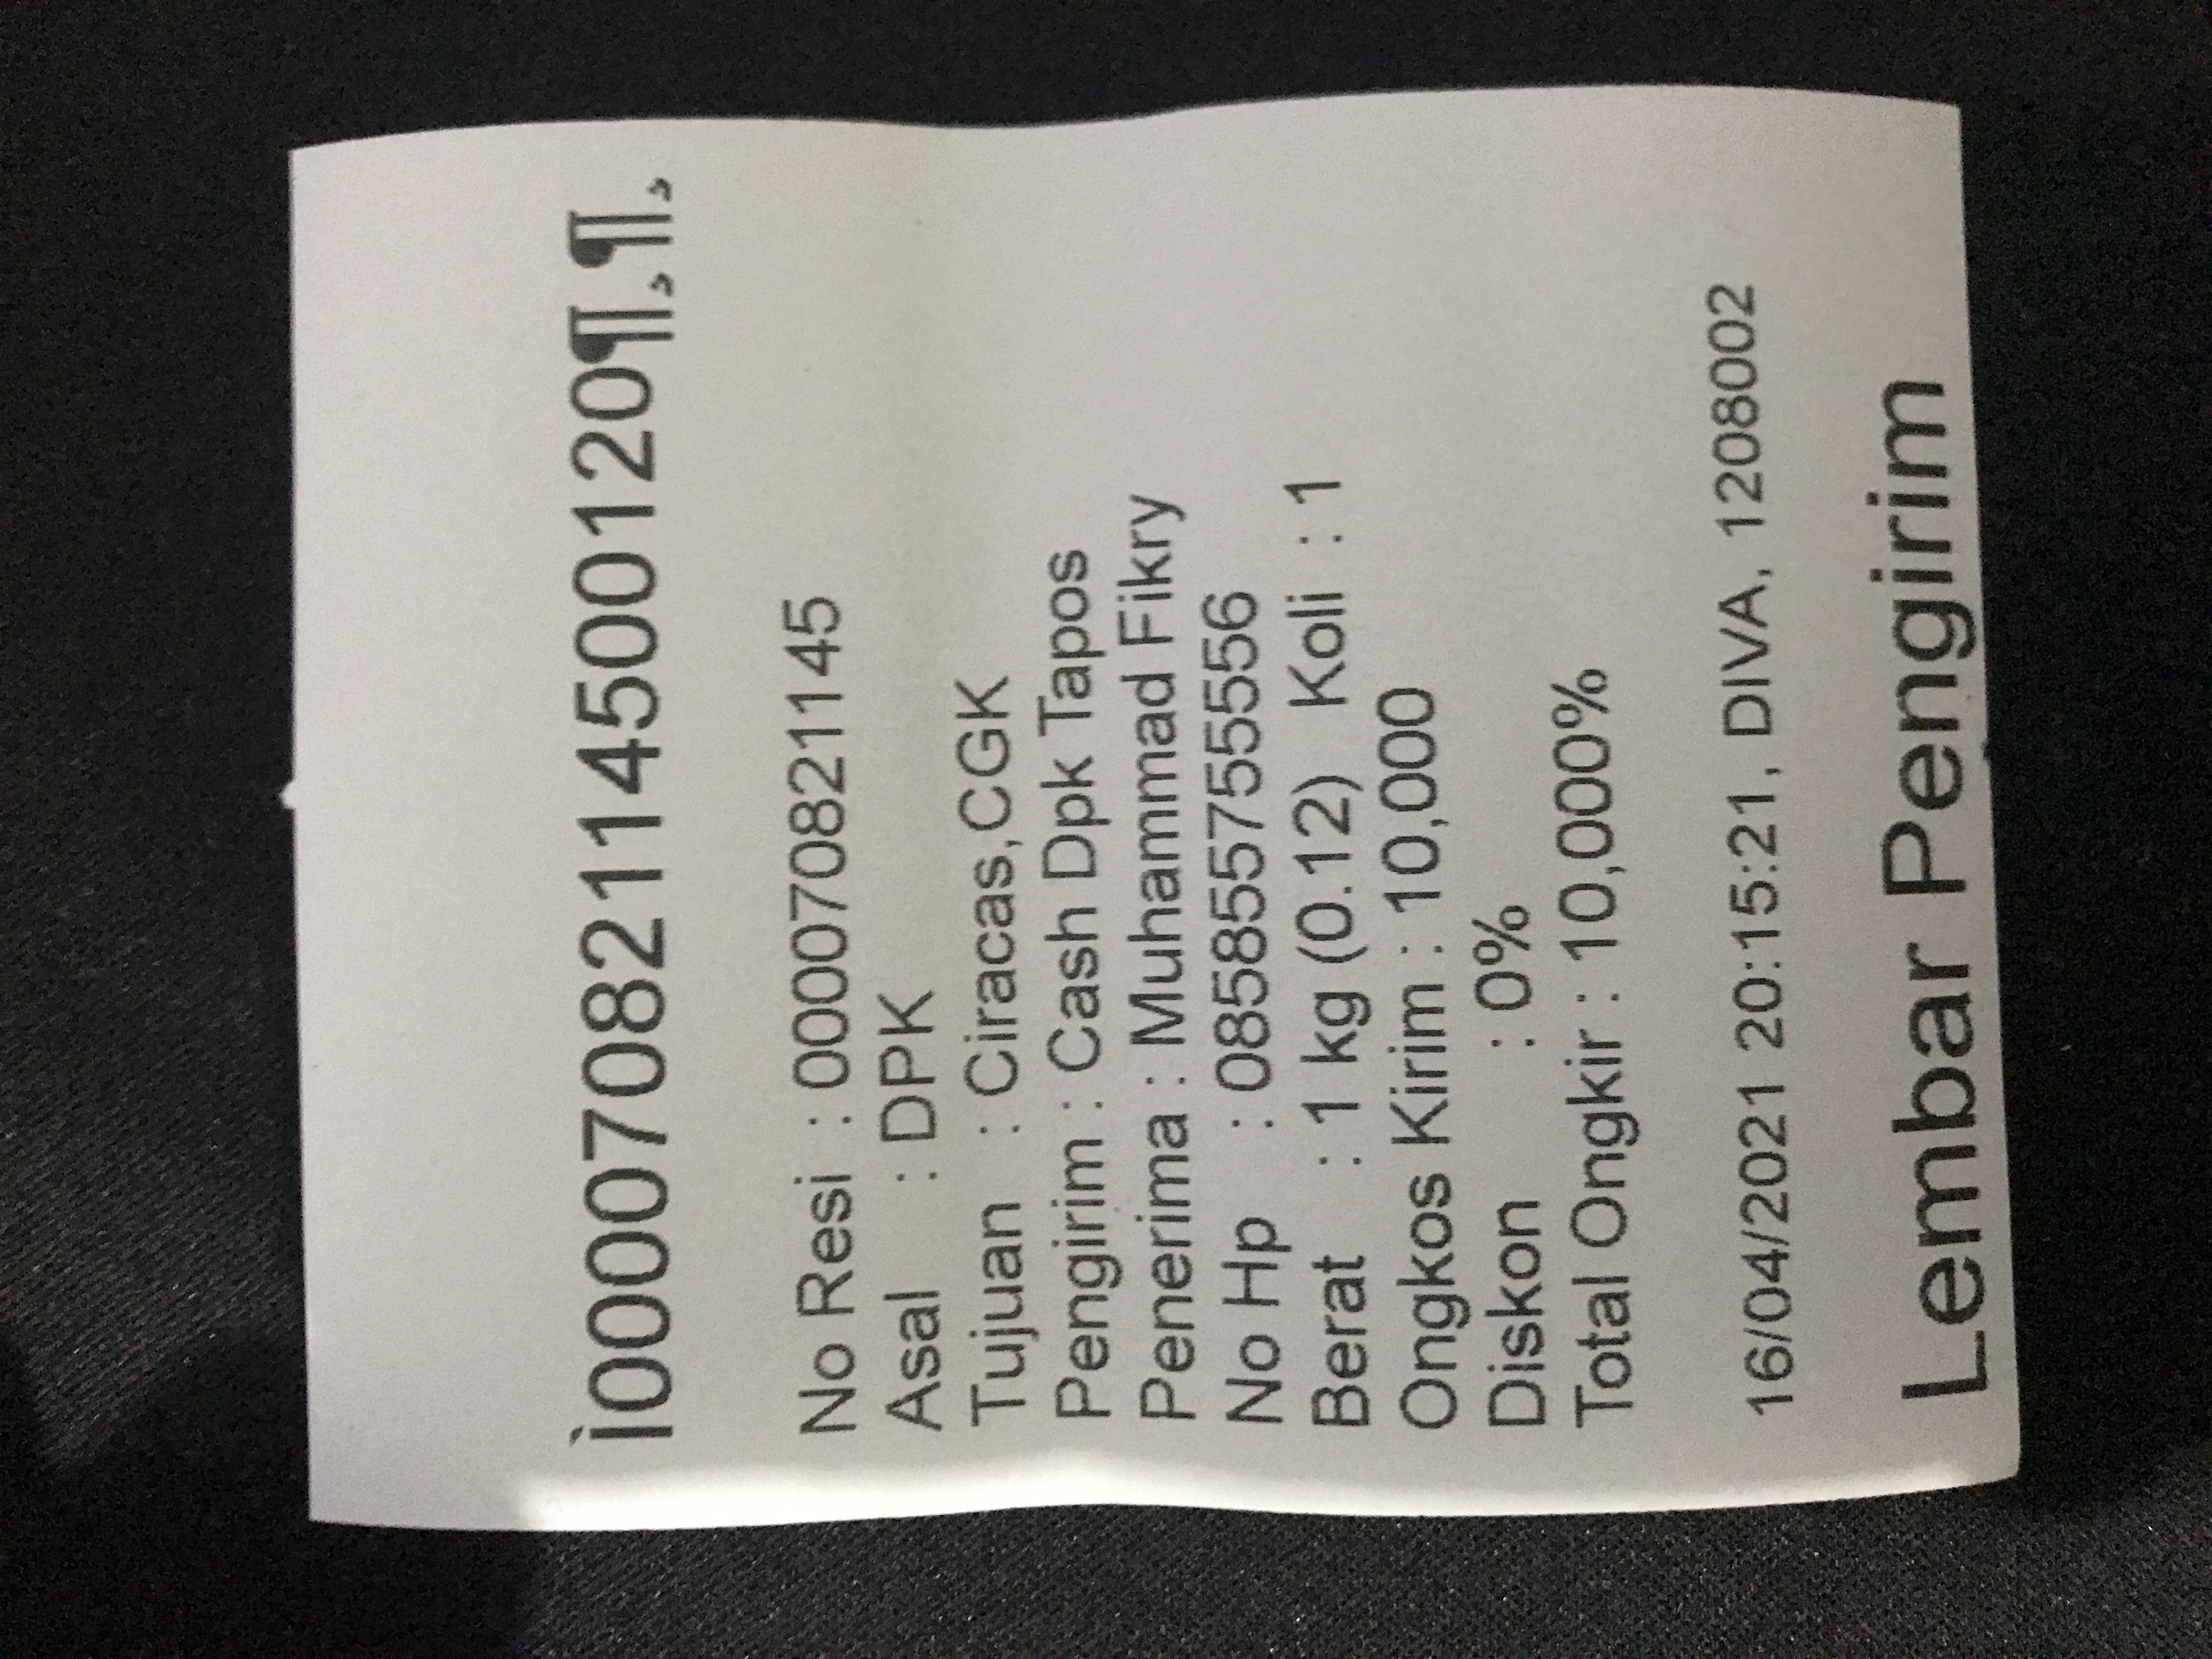 Ì000070821145​00120¶¸¶¸
No Resi : 000070821145
Asal : DPK
Tujuan : Ciracas,CGK
Pengirim : Cash Dpk Tapos
Penerima : Muhammad Fikry
No Hp : 085855755556
Berat : 1 kg (0.12) Koli : 1
Ongkos Kirim : 10,000
Diskon : 0%
Total Ongkir : 10,000%
16/04/2021 20:15:21, DIVA, 1208002
Lembar Pengirim